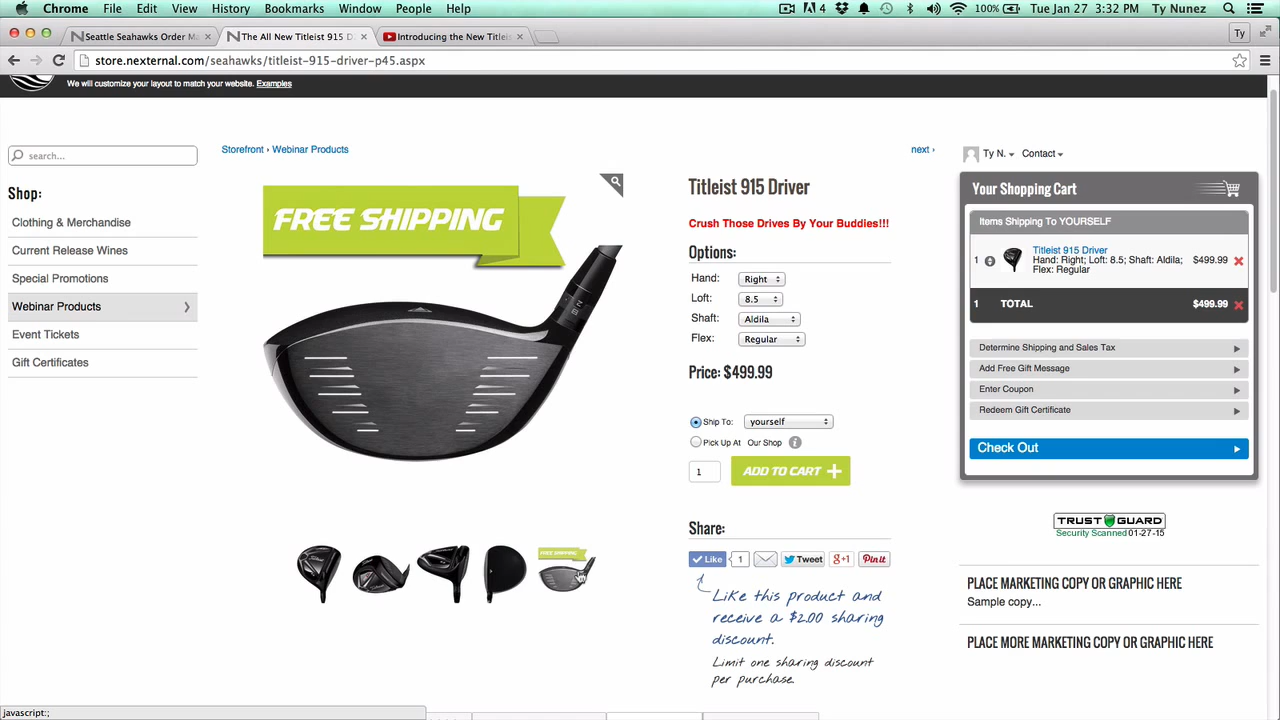 Chrome File Edit View History Bookmarks Window People Help 4 100% Tue Jan 27 3:32 PM Ty Nunez
Seattle Seahawks Order Ma
The All New Titleist 915 D
Introducing the New Titleis
Ty
store.nexternal.com/seahawks/titleist-915-driver-p45.aspx
We will customize your layout to match your website. Examples
search...
Shop:
Clothing & Merchandise
Current Release Wines
Special Promotions
Webinar Products
Event Tickets
Gift Certificates
Storefront › Webinar Products
next ›
FREE SHIPPING
Titleist 915 Driver
Crush Those Drives By Your Buddies!!!
Options:
Hand: Right
Loft: 8.5
Shaft: Aldila
Flex: Regular
Price: $499.99
Ship To: yourself
Pick Up At Our Shop i
1 ADD TO CART +
Share:
Like 1 Tweet g+1 Pinit
Like this product and
receive a $2.00 sharing
discount.
Limit one sharing discount
per purchase.
FREE SHIPPING
Ty N. Contact
Your Shopping Cart
Items Shipping To YOURSELF
1 Titleist 915 Driver $499.99
Hand: Right; Loft: 8.5; Shaft: Aldila;
Flex: Regular
1 TOTAL $499.99
Determine Shipping and Sales Tax
Add Free Gift Message
Enter Coupon
Redeem Gift Certificate
Check Out
TRUST GUARD
Security Scanned 01-27-15
PLACE MARKETING COPY OR GRAPHIC HERE
Sample copy...
PLACE MORE MARKETING COPY OR GRAPHIC HERE
javascript:;